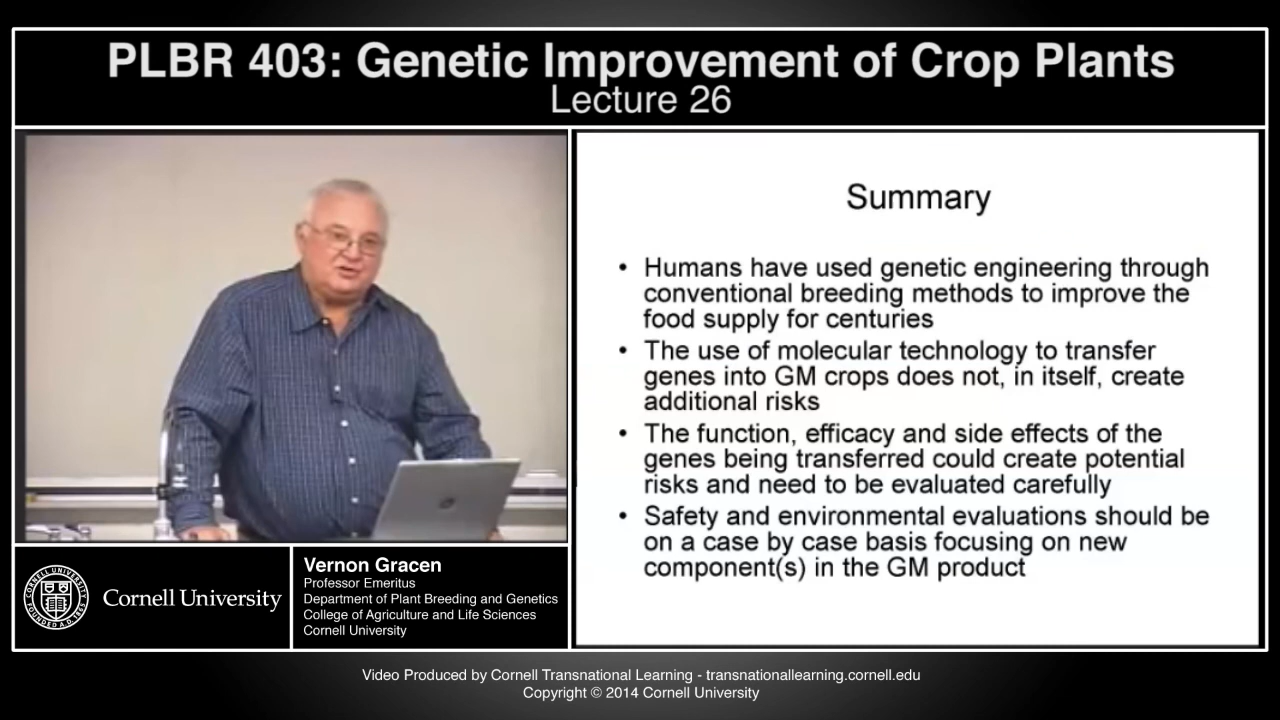 PLBR 403: Genetic Improvement of Crop Plants
Lecture 26
Summary
• Humans have used genetic engineering through
conventional breeding methods to improve the
food supply for centuries
• The use of molecular technology to transfer
genes into GM crops does not, in itself, create
additional risks
• The function, efficacy and side effects of the
genes being transferred could create potential
risks and need to be evaluated carefully
• Safety and environmental evaluations should be
on a case by case basis focusing on new
component(s) in the GM product
Cornell University
Vernon Gracen
Professor Emeritus
Department of Plant Breeding and Genetics
College of Agriculture and Life Sciences
Cornell University
Video Produced by Cornell Transnational Learning - transnationallearning.cornell.edu
Copyright © 2014 Cornell University